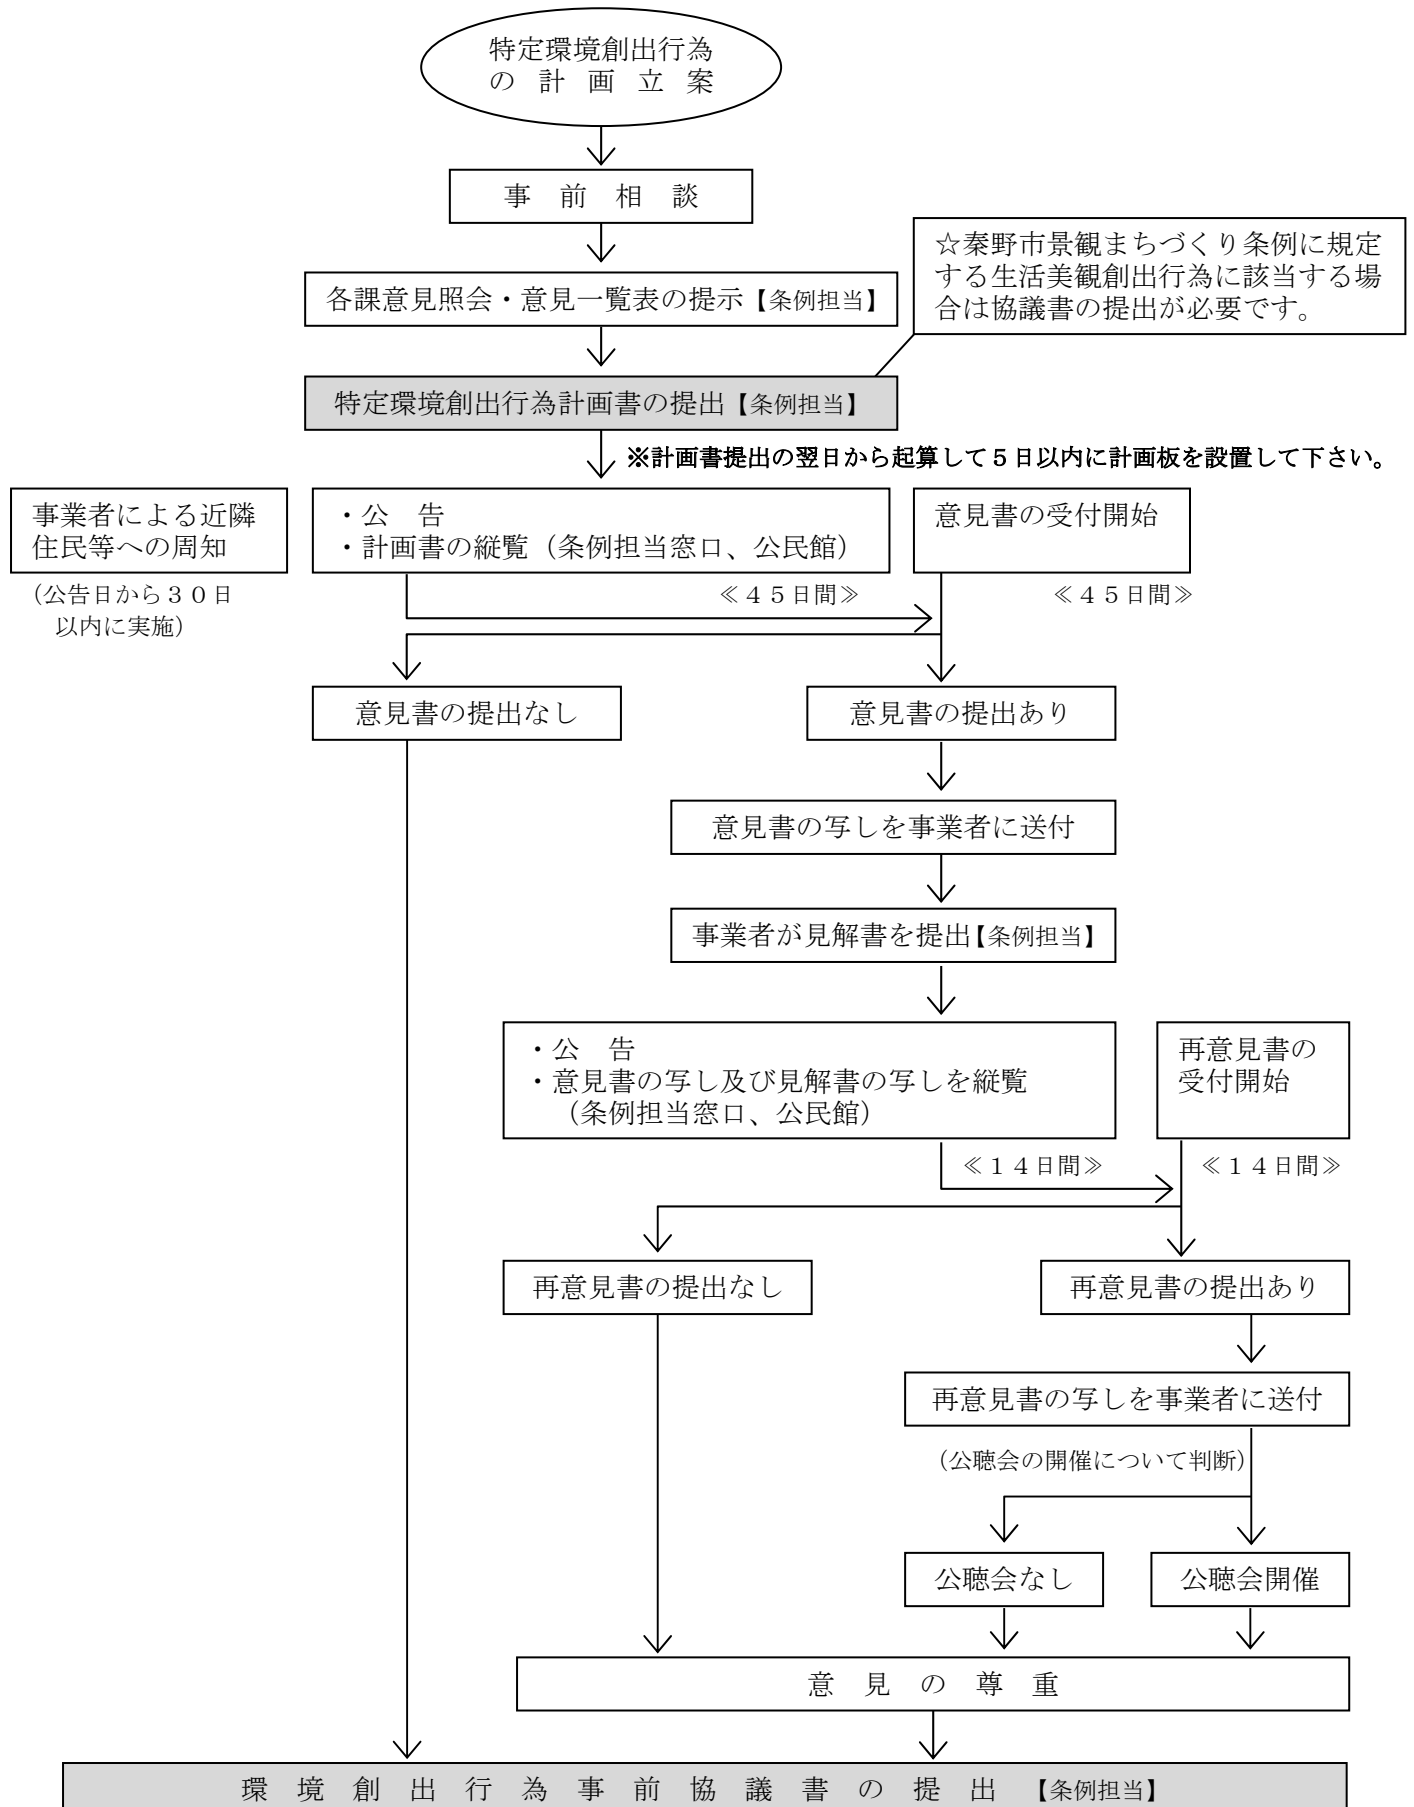 特定環境創出行為
の　計　画　立　案
事　前　相　談
☆秦野市景観まちづくり条例に規定
する生活美観創出行為に該当する場
合は協議書の提出が必要です。
各課意見照会・意見一覧表の提示【条例担当】
特定環境創出行為計画書の提出【条例担当】
※計画書提出の翌日から起算して５日以内に計画板を設置して下さい。
事業者による近隣
住民等への周知
（公告日から３０日
以内に実施）
・公　告
・計画書の縦覧（条例担当窓口、公民館）
≪４５日間≫
意見書の受付開始
≪４５日間≫
意見書の提出なし
意見書の提出あり
意見書の写しを事業者に送付
事業者が見解書を提出【条例担当】
・公　告
・意見書の写し及び見解書の写しを縦覧
（条例担当窓口、公民館）
≪１４日間≫
再意見書の
受付開始
≪１４日間≫
再意見書の提出なし
再意見書の提出あり
再意見書の写しを事業者に送付
（公聴会の開催について判断）
公聴会なし
公聴会開催
意　見　の　尊　重
環　境　創　出　行　為　事　前　協　議　書　の　提　出　【条例担当】